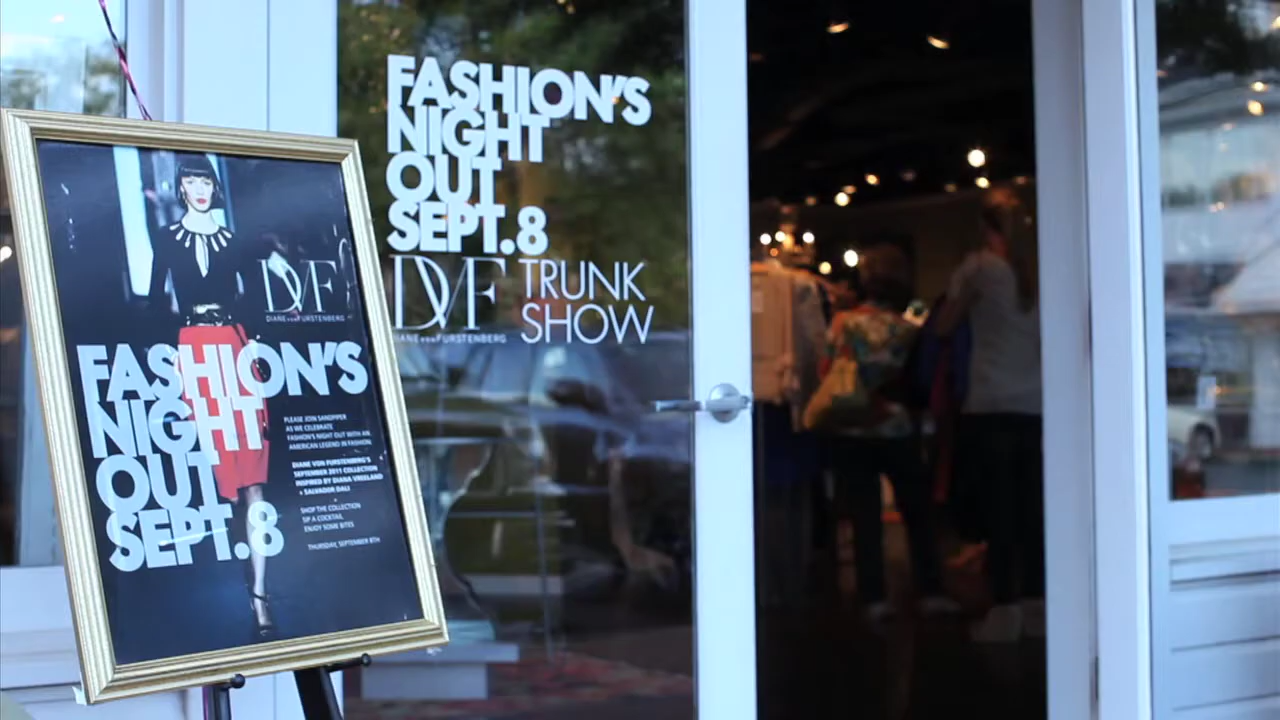 FASHION'S
NIGHT
OUT
SEPT.8
DVF
DIANE VON FURSTENBERG
FASHION'S
NIGHT
OUT
SEPT.8
PLEASE JOIN SANDPIPER
AS WE CELEBRATE
FASHION'S NIGHT OUT WITH AN
AMERICAN LEGEND IN FASHION.
DIANE VON FURSTENBERG'S
SEPTEMBER 2011 COLLECTION
INSPIRED BY DIANA VREELAND
+ SALVADOR DALI
SHOP THE COLLECTION
SIP A COCKTAIL
ENJOY SOME BITES
THURSDAY, SEPTEMBER 8TH
DVF TRUNK
SHOW
DIANE VON FURSTENBERG